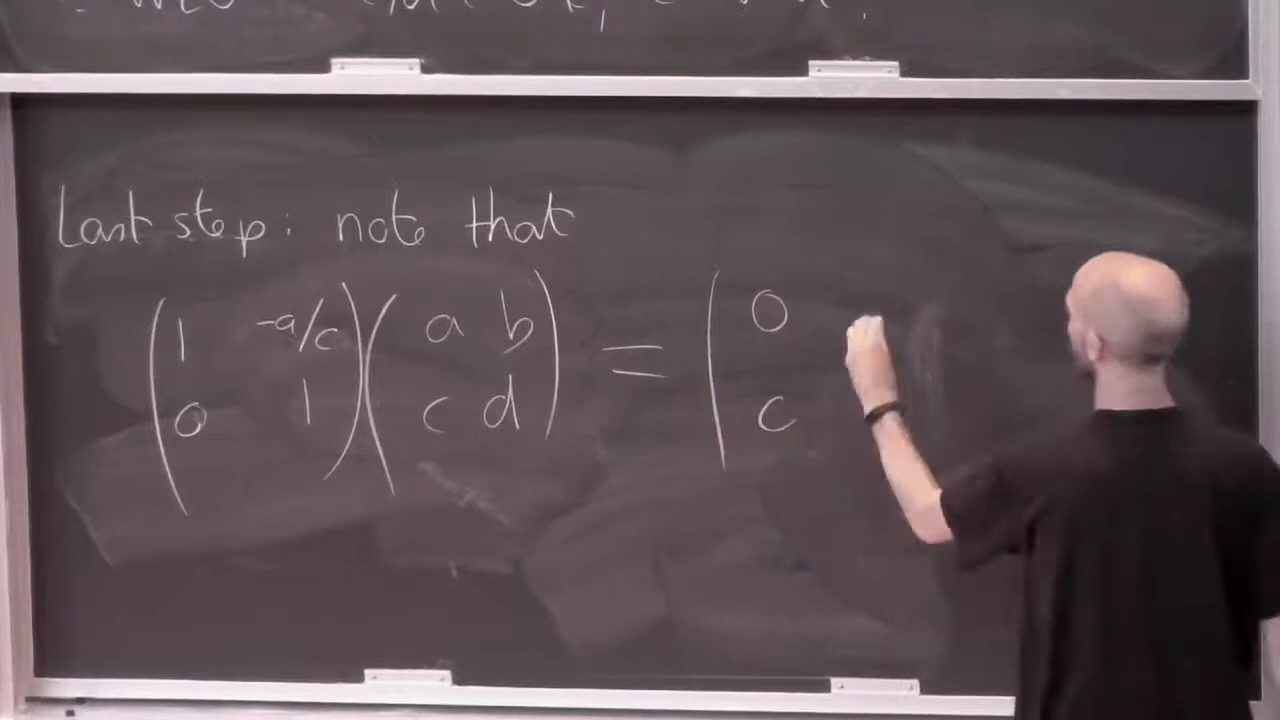 Last step: note that
( 1 -a/c ) ( a b ) = ( 0
( 0 1 ) ( c d ) ( c